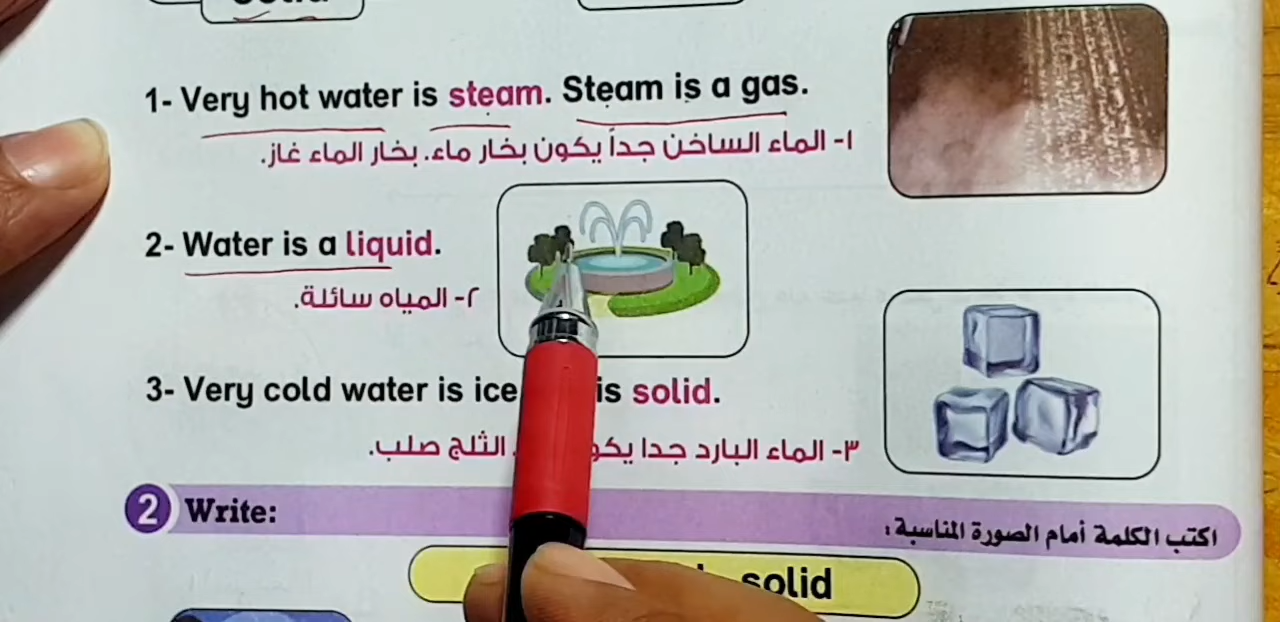 1- Very hot water is steam. Steam is a gas.
١- الماء الساخن جداً يكون بخار ماء. بخار الماء غاز.
2- Water is a liquid.
٢- المياه سائلة.
3- Very cold water is ice is solid.
٣- الماء البارد جدا الثلج صلب.
2 Write:
اكتب الكلمة أمام الصورة المناسبة:
solid